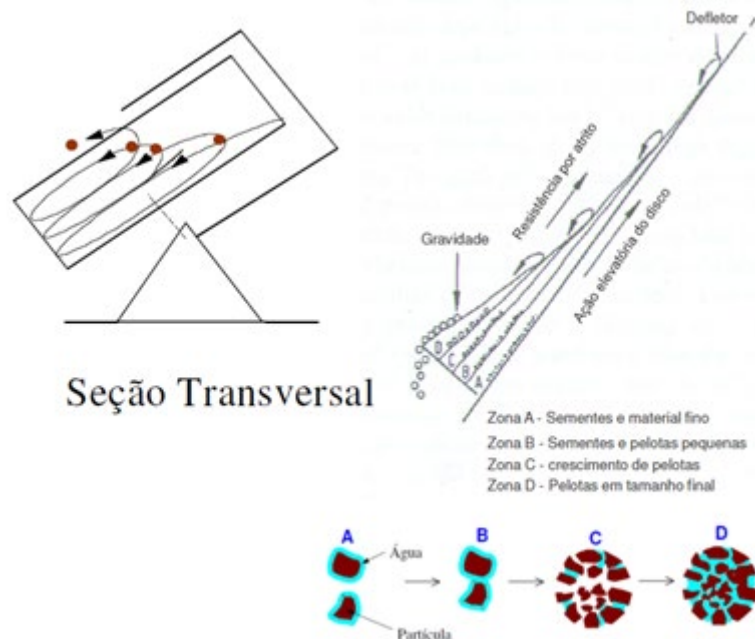 Defletor
Resistência por atrito
Gravidade
Ação elevatória do disco
D
C
B
A
Seção Transversal
Zona A - Sementes e material fino
Zona B - Sementes e pelotas pequenas
Zona C - crescimento de pelotas
Zona D - Pelotas em tamanho final
A
B
C
D
Água
Partícula